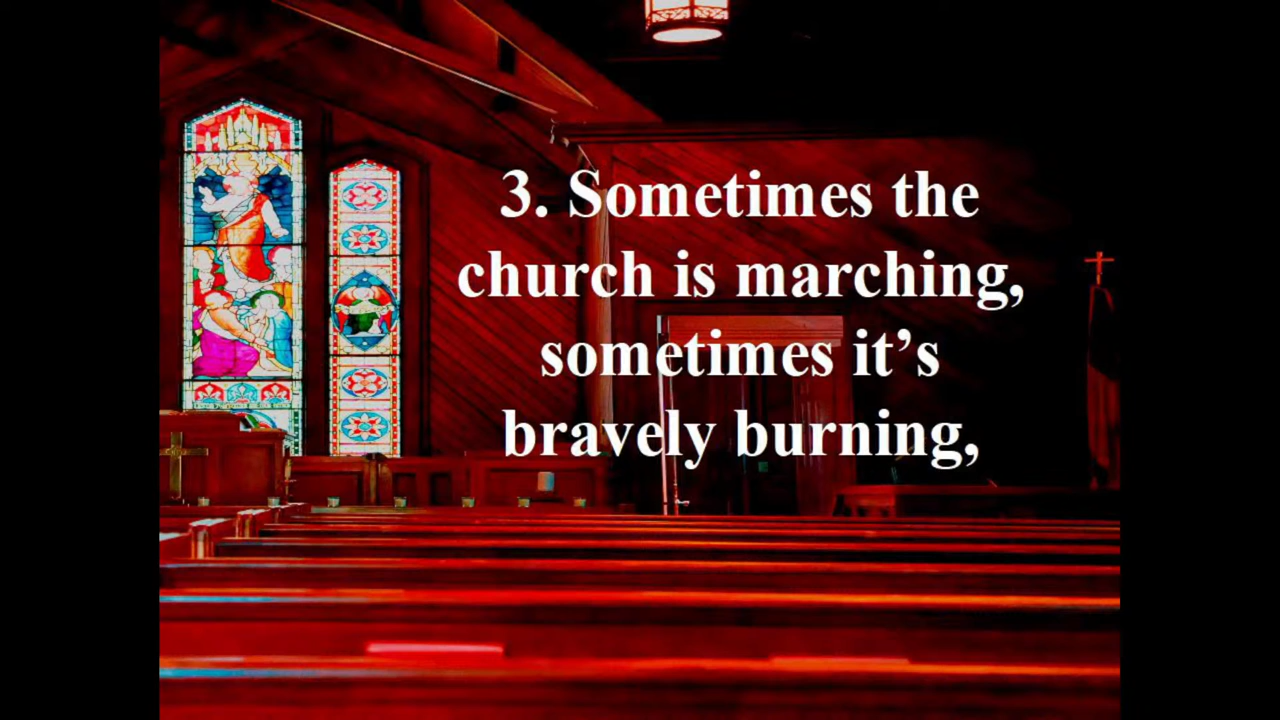 3. Sometimes the
church is marching,
sometimes it’s
bravely burning,